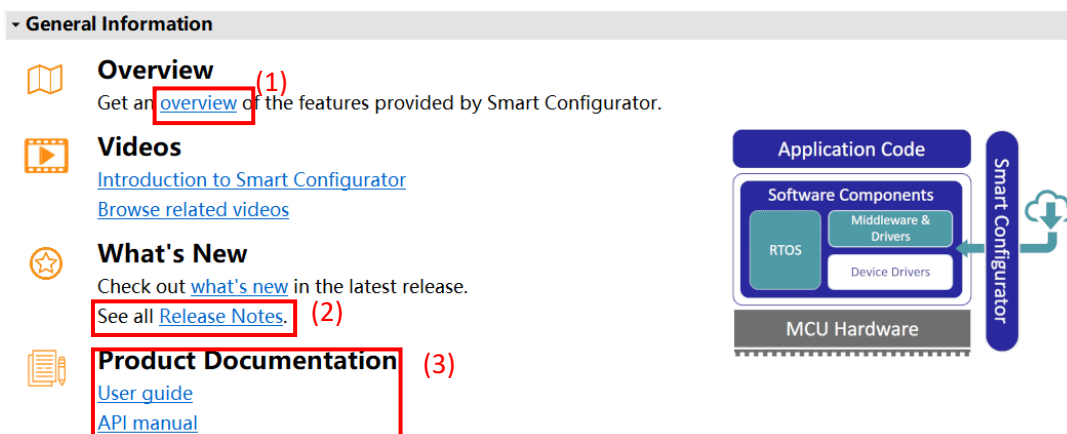 General Information
Overview
(1)
Get an overview of the features provided by Smart Configurator.
Videos
Introduction to Smart Configurator
Browse related videos
What's New
Check out what's new in the latest release.
See all Release Notes.
(2)
Product Documentation
(3)
User guide
API manual
Application Code
Software Components
RTOS
Middleware &
Drivers
Device Drivers
MCU Hardware
Smart Configurator